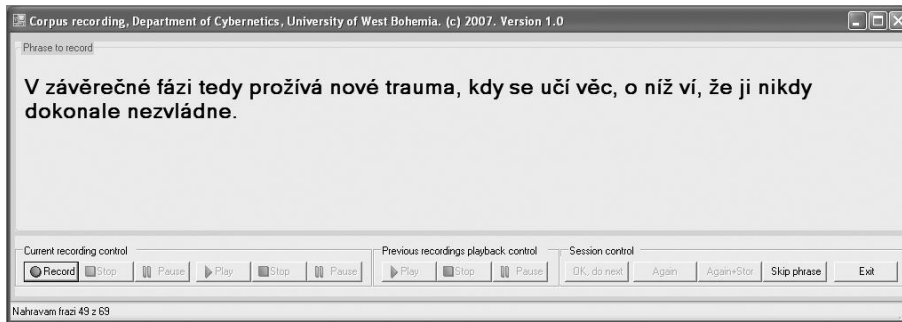 Corpus recording, Department of Cybernetics, University of West Bohemia. (c) 2007. Version 1.0
Phrase to record
V závěrečné fázi tedy prožívá nové trauma, kdy se učí věc, o níž ví, že ji nikdy
dokonale nezvládne.
Current recording control Previous recordings playback control Session control
Record Stop Pause Play Stop Pause Play Stop Pause OK, do next Again Again+Stor Skip phrase Exit
Nahravam frazi 49 z 69